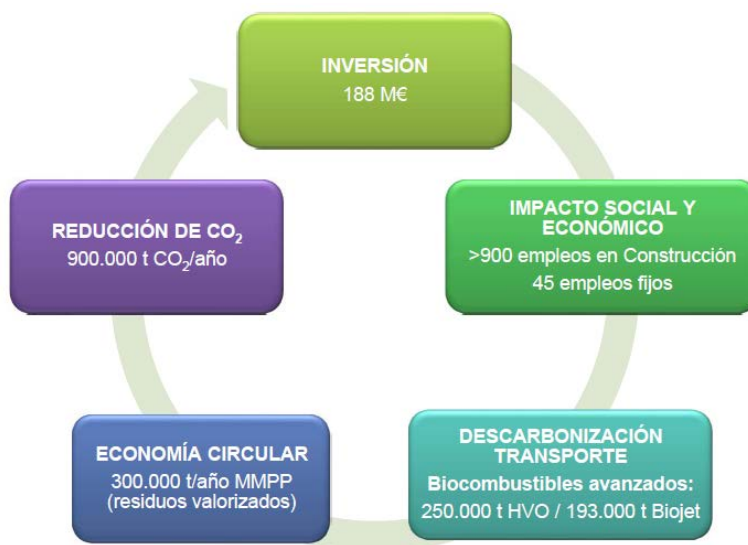 INVERSIÓN
188 M€
IMPACTO SOCIAL Y
ECONÓMICO
>900 empleos en Construcción
45 empleos fijos
DESCARBONIZACIÓN
TRANSPORTE
Biocombustibles avanzados:
250.000 t HVO / 193.000 t Biojet
ECONOMÍA CIRCULAR
300.000 t/año MMPP
(residuos valorizados)
REDUCCIÓN DE CO₂
900.000 t CO₂/año